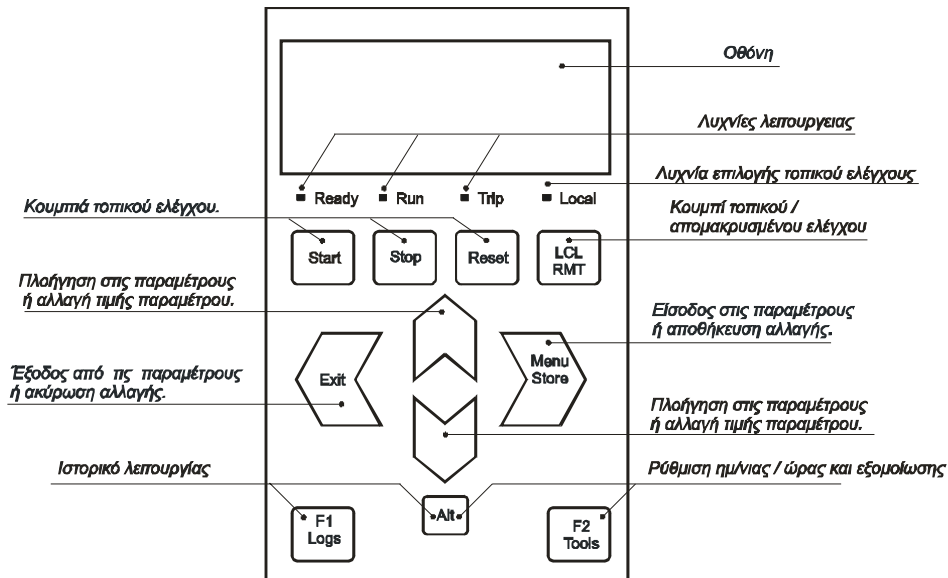 Οθόνη
Λυχνίες λειτουργειας
Λυχνία επιλογής τοπικού ελέγχους
Ready Run Trip Local
Κουμπιά τοπικού ελέγχου.
Κουμπί τοπικού /
απομακρυσμένου ελέγχου
Start Stop Reset LCL
RMT
Πλοήγηση στις παραμέτρους
ή αλλαγή τιμής παραμέτρου.
Είσοδος στις παραμέτρους
ή αποθήκευση αλλαγής.
Exit
Menu
Store
Έξοδος από τις παραμέτρους
ή ακύρωση αλλαγής.
Πλοήγηση στις παραμέτρους
ή αλλαγή τιμής παραμέτρου.
Ιστορικό λειτουργίας
Ρύθμιση ημ/νιας / ώρας και εξομοίωσης
F1
Logs
Alt
F2
Tools